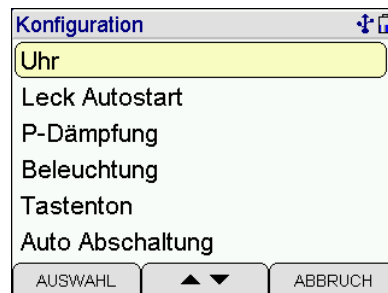 Konfiguration
Uhr
Leck Autostart
P-Dämpfung
Beleuchtung
Tastenton
Auto Abschaltung
AUSWAHL ▲ ▼ ABBRUCH